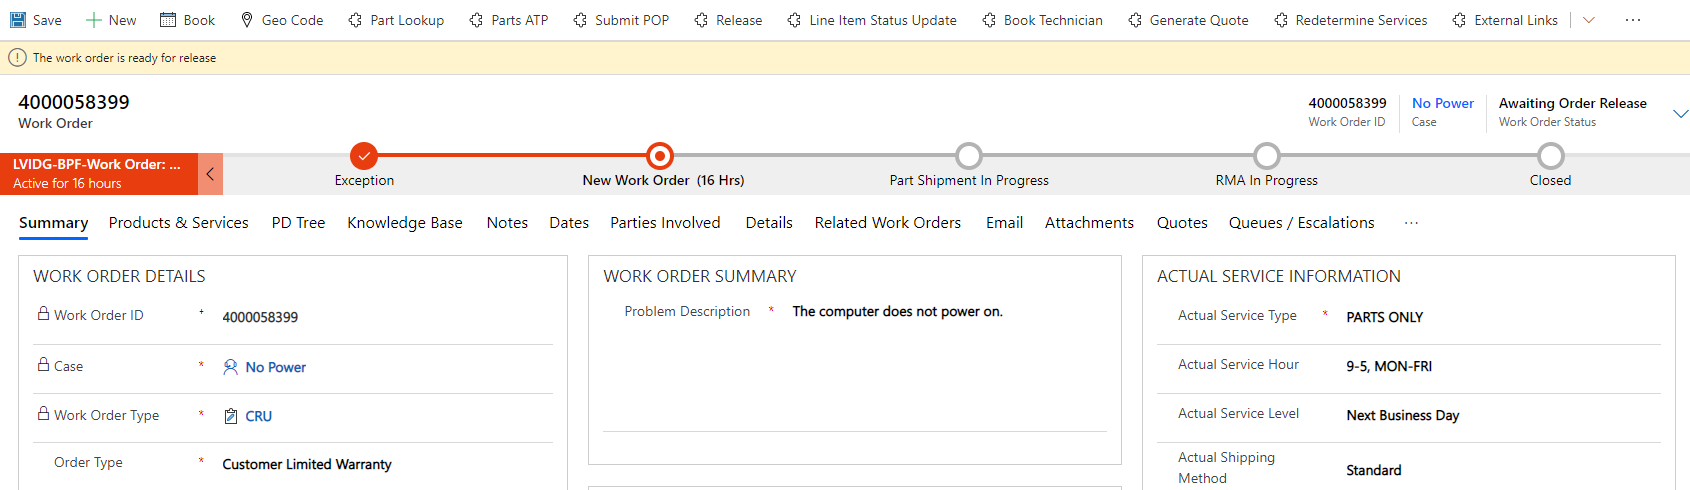 Save New Book Geo Code Part Lookup Parts ATP Submit POP Release Line Item Status Update Book Technician Generate Quote Redetermine Services External Links ...
The work order is ready for release
4000058399
Work Order
4000058399 No Power Awaiting Order Release
Work Order ID Case Work Order Status
LVIDG-BPF-Work Order: ...
Active for 16 hours
Exception New Work Order (16 Hrs) Part Shipment In Progress RMA In Progress Closed
Summary Products & Services PD Tree Knowledge Base Notes Dates Parties Involved Details Related Work Orders Email Attachments Quotes Queues / Escalations ...
WORK ORDER DETAILS
Work Order ID + 4000058399
Case * No Power
Work Order Type * CRU
Order Type * Customer Limited Warranty
WORK ORDER SUMMARY
Problem Description * The computer does not power on.
ACTUAL SERVICE INFORMATION
Actual Service Type * PARTS ONLY
Actual Service Hour 9-5, MON-FRI
Actual Service Level Next Business Day
Actual Shipping
Method Standard